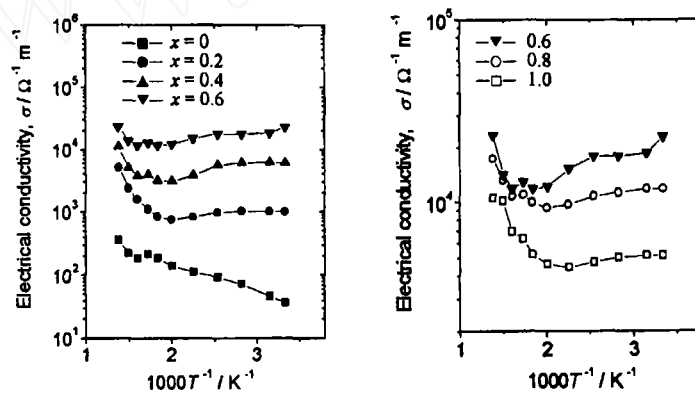 10^6
10^5
10^4
10^3
10^2
10^1
Electrical conductivity, σ / Ω^-1 m^-1
x = 0
x = 0.2
x = 0.4
x = 0.6
1
2
3
1000T^-1 / K^-1
10^5
10^4
Electrical conductivity, σ / Ω^-1 m^-1
0.6
0.8
1.0
1
2
3
1000T^-1 / K^-1